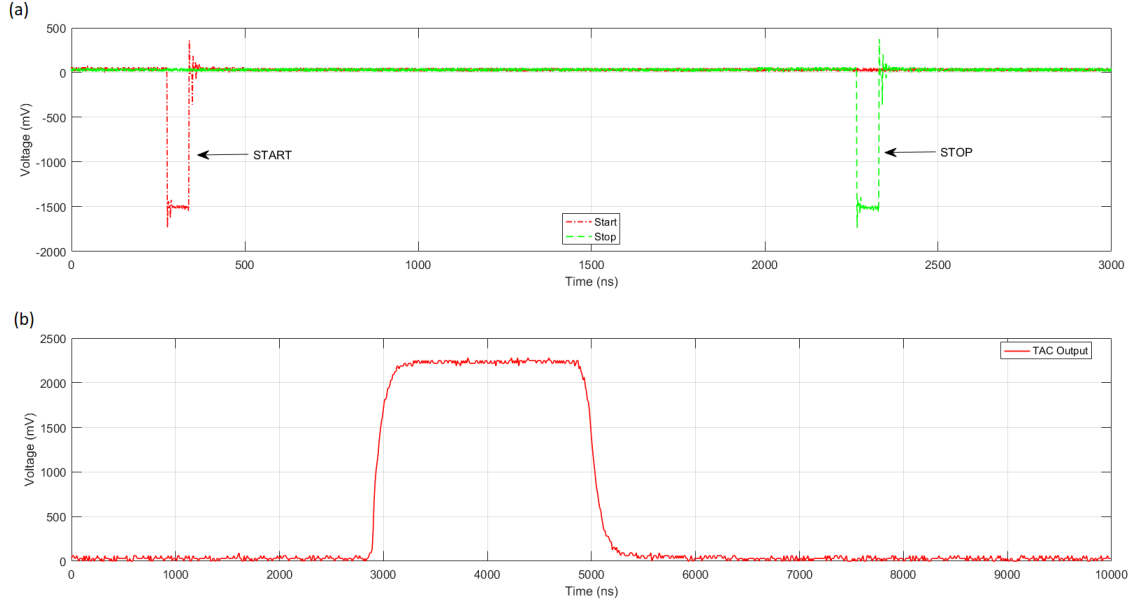 (a)
500
0
-500
-1000
-1500
-2000
Voltage (mV)
START
STOP
Start
Stop
0 500 1000 1500 2000 2500 3000
Time (ns)
(b)
2500
2000
1500
1000
500
0
Voltage (mV)
TAC Output
0 1000 2000 3000 4000 5000 6000 7000 8000 9000 10000
Time (ns)